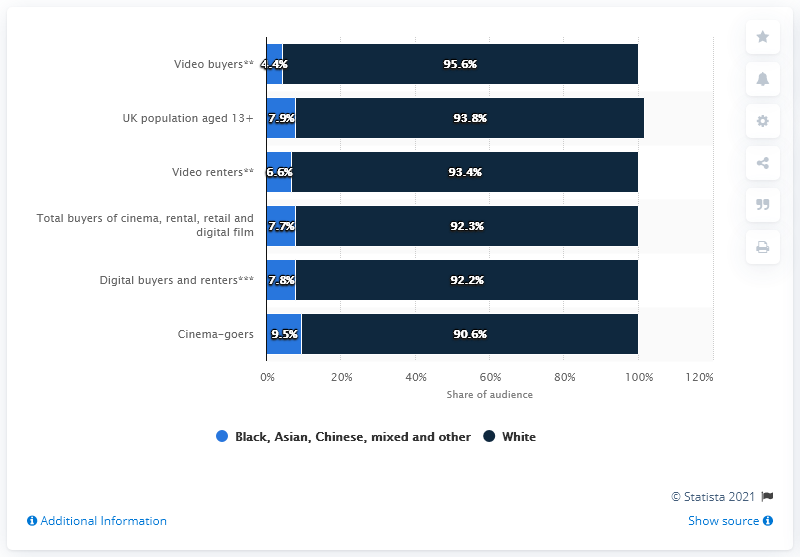 Video buyers**
4.4%
95.6%
UK population aged 13+
7.9%
93.8%
Video renters**
6.6%
93.4%
Total buyers of cinema, rental, retail and
digital film
7.7%
92.3%
Digital buyers and renters***
7.8%
92.2%
Cinema-goers
9.5%
90.6%
0% 20% 40% 60% 80% 100% 120%
Share of audience
Black, Asian, Chinese, mixed and other White
© Statista 2021
Additional Information Show source